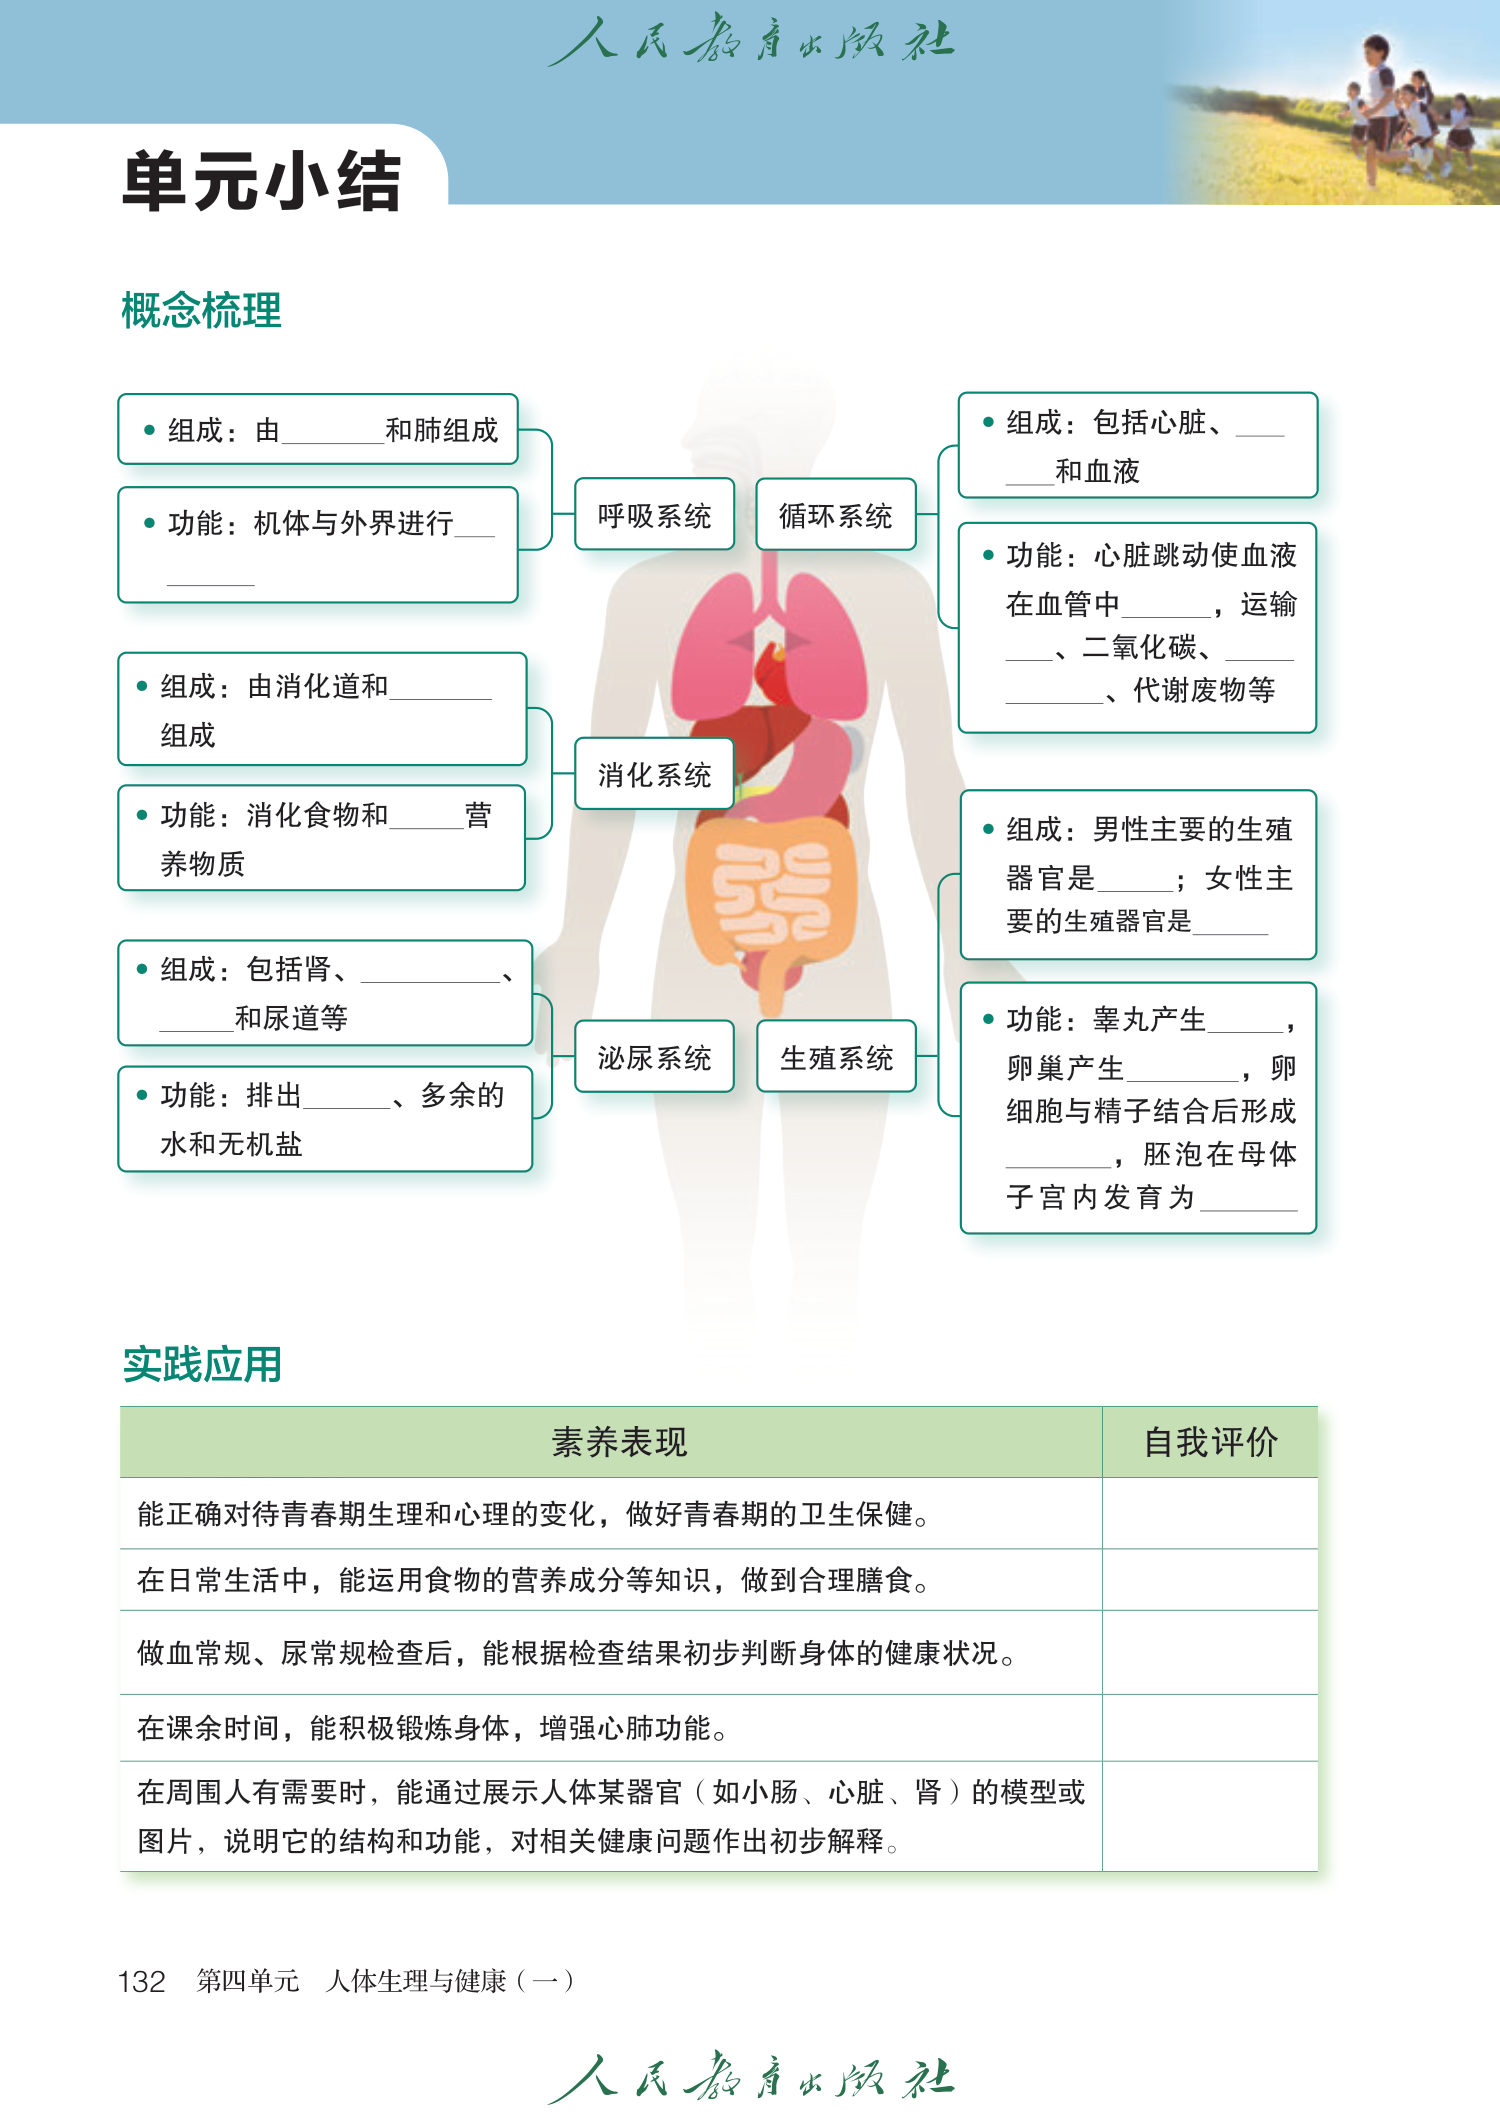 人民教育出版社
单元小结
概念梳理
• 组成：由_______和肺组成
• 功能：机体与外界进行___
______
呼吸系统
• 组成：由消化道和_______
组成
• 功能：消化食物和_____营
养物质
消化系统
• 组成：包括肾、__________、
_____和尿道等
• 功能：排出______、多余的
水和无机盐
泌尿系统
循环系统
• 组成：包括心脏、____
____和血液
• 功能：心脏跳动使血液
在血管中______，运输
___、二氧化碳、_____
_______、代谢废物等
生殖系统
• 组成：男性主要的生殖
器官是_____；女性主
要的生殖器官是_____
• 功能：睾丸产生_____，
卵巢产生________，卵
细胞与精子结合后形成
_______，胚泡在母体
子宫内发育为_______
实践应用
素养表现 自我评价
能正确对待青春期生理和心理的变化，做好青春期的卫生保健。
在日常生活中，能运用食物的营养成分等知识，做到合理膳食。
做血常规、尿常规检查后，能根据检查结果初步判断身体的健康状况。
在课余时间，能积极锻炼身体，增强心肺功能。
在周围人有需要时，能通过展示人体某器官（如小肠、心脏、肾）的模型或
图片，说明它的结构和功能，对相关健康问题作出初步解释。
132 第四单元 人体生理与健康（一）
人民教育出版社